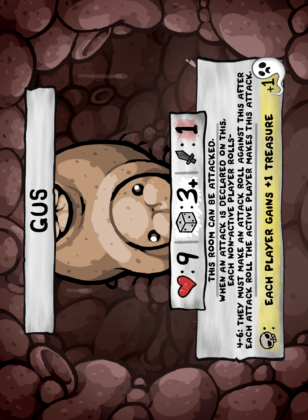 GUS
9 3+ 1
THIS ROOM CAN BE ATTACKED.
WHEN AN ATTACK IS DECLARED ON THIS,
EACH NON-ACTIVE PLAYER ROLLS-
4-6: THEY MUST MAKE AN ATTACK ROLL AGAINST THIS AFTER
EACH ATTACK ROLL THE ACTIVE PLAYER MAKES THIS ATTACK.
: EACH PLAYER GAINS +1 TREASURE
+1